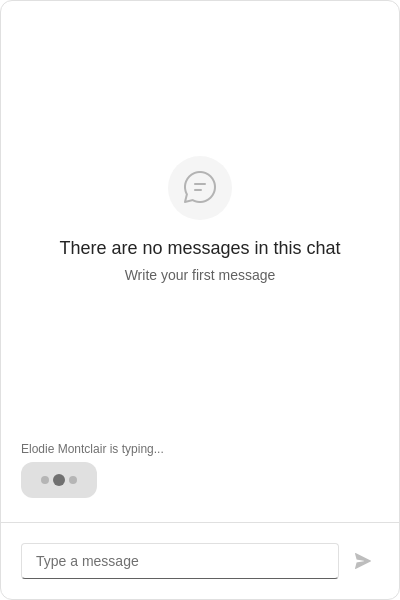 There are no messages in this chat
Write your first message
Elodie Montclair is typing...
Type a message